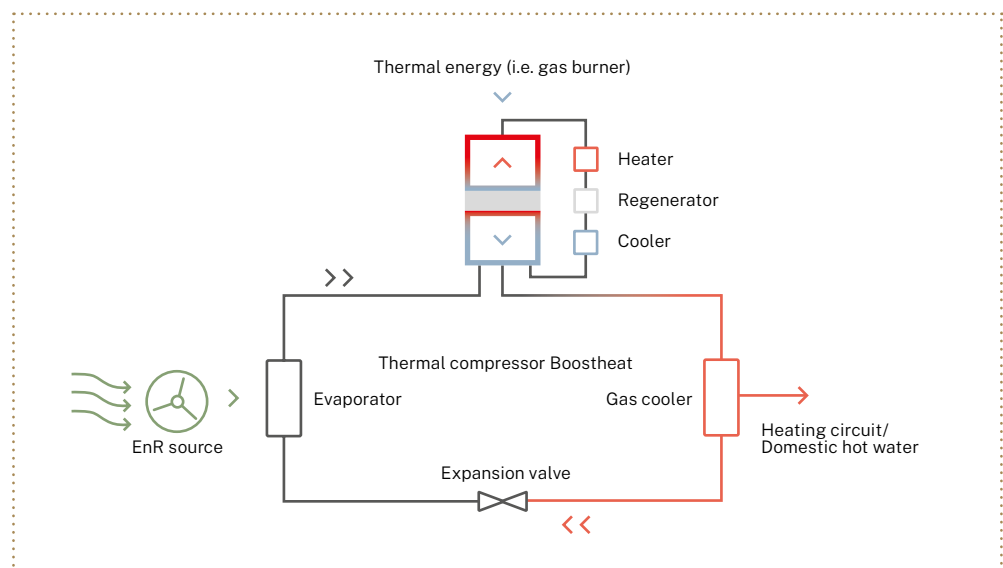 Thermal energy (i.e. gas burner)
Heater
Regenerator
Cooler
Thermal compressor Boostheat
Evaporator
Gas cooler
EnR source
Heating circuit/
Domestic hot water
Expansion valve